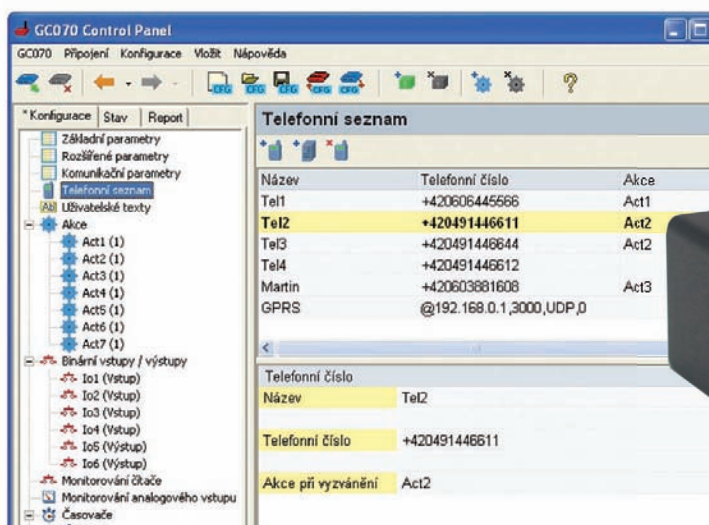 GC070 Control Panel
GC070 Připojení Konfigurace Vložit Nápověda
CFG CFG CFG CFG CFG
* Konfigurace Stav Report
Základní parametry
Rozšířené parametry
Komunikační parametry
Telefonní seznam
Ab Uživatelské texty
Akce
Act1 (1)
Act2 (1)
Act3 (1)
Act4 (1)
Act5 (1)
Act6 (1)
Act7 (1)
Binární vstupy / výstupy
Io1 (Vstup)
Io2 (Vstup)
Io3 (Vstup)
Io4 (Vstup)
Io5 (Výstup)
Io6 (Výstup)
Monitorování čítače
Monitorování analogového vstupu
Časovače
Telefonní seznam
Název Telefonní číslo Akce
Tel1 +420606445566 Act1
Tel2 +420491446611 Act2
Tel3 +420491446644 Act2
Tel4 +420491446612
Martin +420603881608 Act3
GPRS @192.168.0.1,3000,UDP,0
Telefonní číslo
Název Tel2
Telefonní číslo +420491446611
Akce při vyzvánění Act2